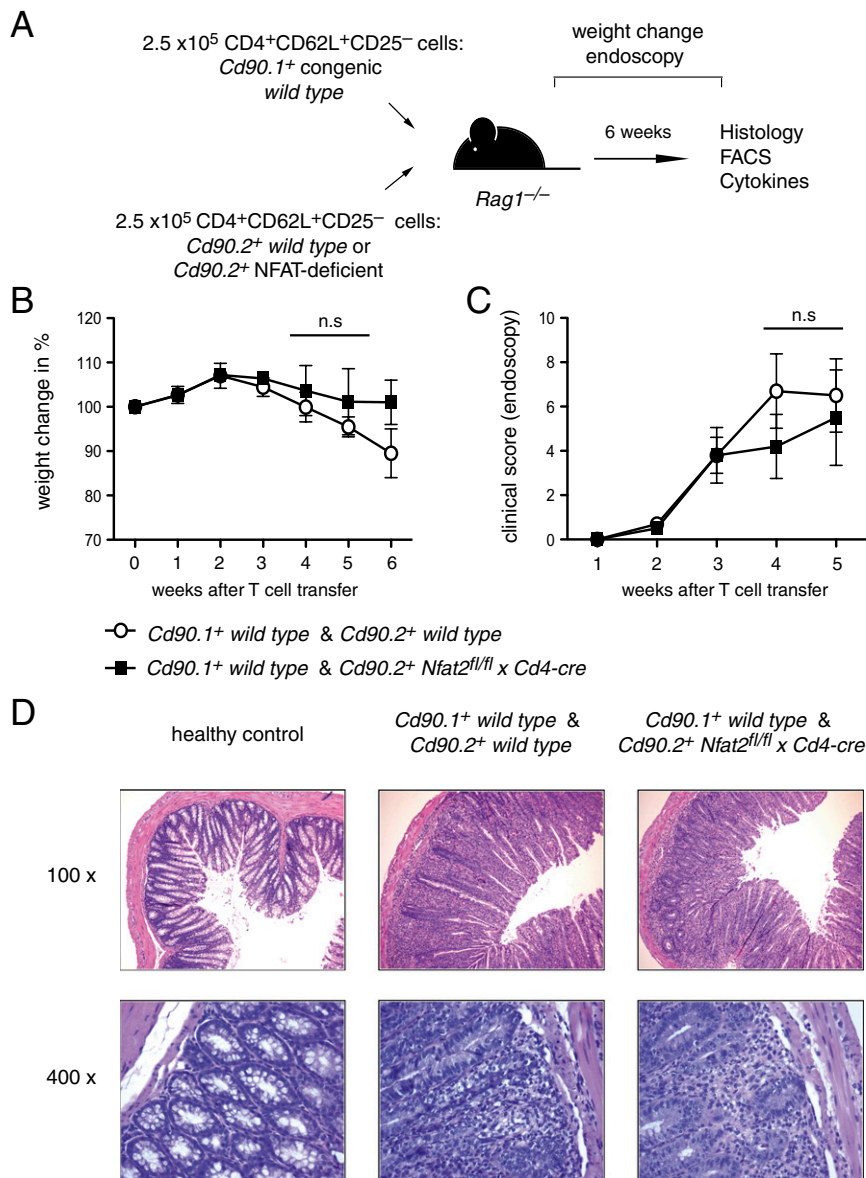 A
2.5 x10⁵ CD4⁺CD62L⁺CD25⁻ cells:
Cd90.1⁺ congenic
wild type
weight change
endoscopy
6 weeks
Histology
FACS
Cytokines
Rag1⁻/⁻
2.5 x10⁵ CD4⁺CD62L⁺CD25⁻ cells:
Cd90.2⁺ wild type or
Cd90.2⁺ NFAT-deficient
B
n.s
120
110
100
90
80
70
weight change in %
0 1 2 3 4 5 6
weeks after T cell transfer
C
n.s
10
8
6
4
2
0
clinical score (endoscopy)
1 2 3 4 5
weeks after T cell transfer
Cd90.1⁺ wild type & Cd90.2⁺ wild type
Cd90.1⁺ wild type & Cd90.2⁺ Nfat2fl/fl x Cd4-cre
D
healthy control
Cd90.1⁺ wild type &
Cd90.2⁺ wild type
Cd90.1⁺ wild type &
Cd90.2⁺ Nfat2fl/fl x Cd4-cre
100 x
400 x